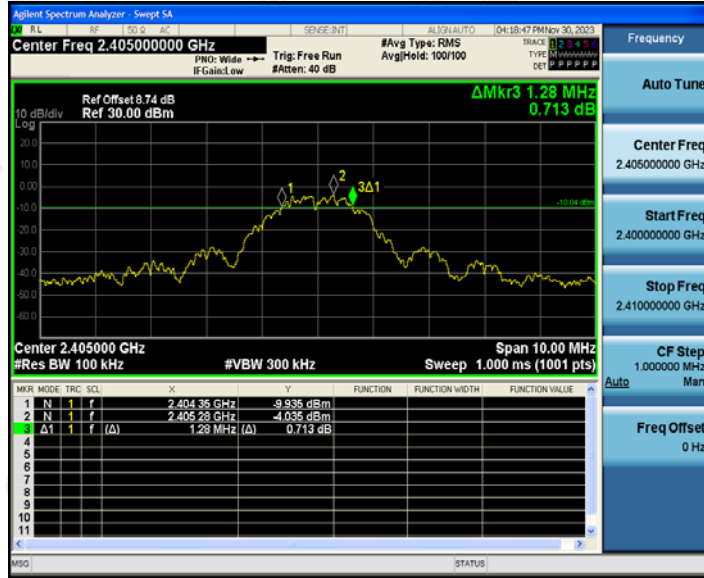 Agilent Spectrum Analyzer - Swept SA
RL RF 50 Ω AC SENSE:INT ALIGN AUTO 04:18:47 PM Nov 30, 2023
Center Freq 2.405000000 GHz #Avg Type: RMS TRACE 1 2 3 4 5 6
PNO: Wide Trig: Free Run Avg|Hold: 100/100 TYPE M W W W W W
IFGain:Low #Atten: 40 dB DET P P P P P P
ΔMkr3 1.28 MHz
Ref Offset 8.74 dB
10 dB/div Ref 30.00 dBm 0.713 dB
Log
20.0
10.0
0.00
-10.0
-20.0
-30.0
-40.0
-50.0
-60.0
1
2
3Δ1
-10.04 dBm
Center 2.405000 GHz Span 10.00 MHz
#Res BW 100 kHz #VBW 300 kHz Sweep 1.000 ms (1001 pts)
MKR MODE TRC SCL X Y FUNCTION FUNCTION WIDTH FUNCTION VALUE
1 N 1 f 2.404 35 GHz -9.935 dBm
2 N 1 f 2.405 28 GHz -4.035 dBm
3 Δ1 1 f (Δ) 1.28 MHz (Δ) 0.713 dB
4
5
6
7
8
9
10
11
MSG STATUS
Frequency
Auto Tune
Center Freq
2.405000000 GHz
Start Freq
2.400000000 GHz
Stop Freq
2.410000000 GHz
CF Step
1.000000 MHz
Auto Man
Freq Offset
0 Hz